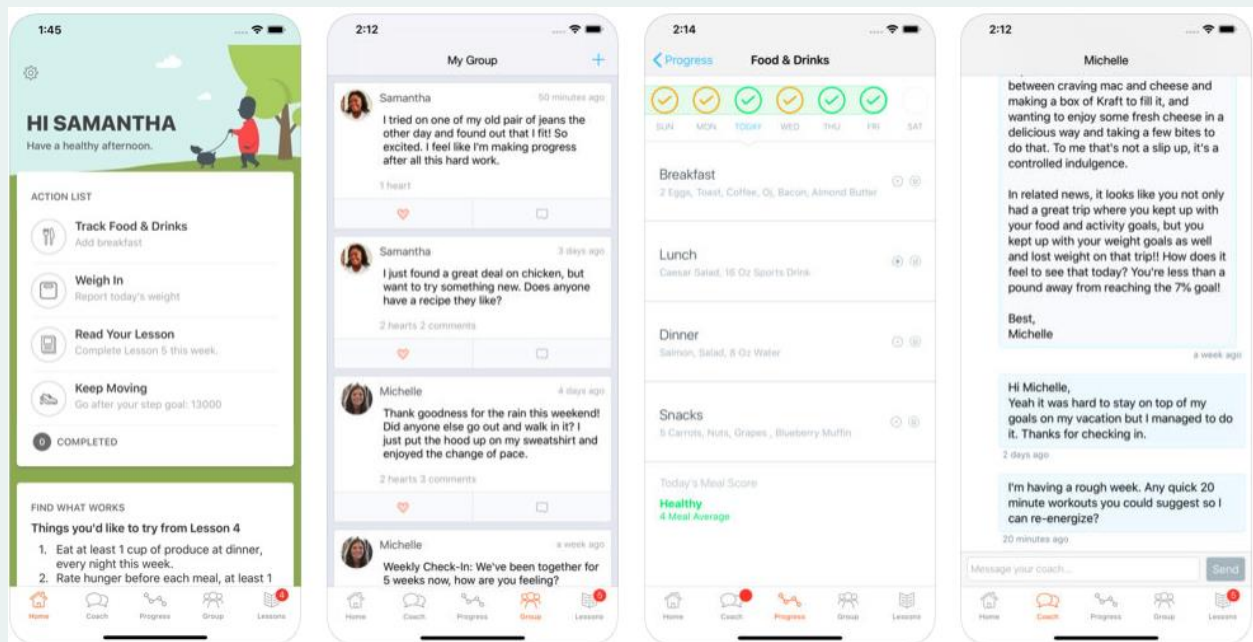 1:45
HI SAMANTHA
Have a healthy afternoon.
ACTION LIST
Track Food & Drinks
Add breakfast
Weigh In
Report today's weight
Read Your Lesson
Complete Lesson 5 this week.
Keep Moving
Go after your step goal: 13000
0 COMPLETED
FIND WHAT WORKS
Things you'd like to try from Lesson 4
1. Eat at least 1 cup of produce at dinner,
every night this week.
2. Rate hunger before each meal, at least 1
4
Home Coach Progress Group Lessons
2:12
My Group
Samantha 50 minutes ago
I tried on one of my old pair of jeans the
other day and found out that I fit! So
excited. I feel like I'm making progress
after all this hard work.
1 heart
Samantha 3 days ago
I just found a great deal on chicken, but
want to try something new. Does anyone
have a recipe they like?
2 hearts 2 comments
Michelle 4 days ago
Thank goodness for the rain this weekend!
Did anyone else go out and walk in it? I
just put the hood up on my sweatshirt and
enjoyed the change of pace.
2 hearts 3 comments
Michelle a week ago
Weekly Check-In: We've been together for
5 weeks now, how are you feeling?
Home Coach Progress Group Lessons
2:14
Progress Food & Drinks
SUN MON TODAY WED THU FRI SAT
Breakfast
2 Eggs, Toast, Coffee, Oj, Bacon, Almond Butter
Lunch
Caesar Salad, 16 Oz Sports Drink
Dinner
Salmon, Salad, 8 Oz Water
Snacks
5 Carrots, Nuts, Grapes , Blueberry Muffin
Today's Meal Score
Healthy
4 Meal Average
Home Coach Progress Group Lessons
2:12
Michelle
between craving mac and cheese and
making a box of Kraft to fill it, and
wanting to enjoy some fresh cheese in a
delicious way and taking a few bites to
do that. To me that's not a slip up, it's a
controlled indulgence.
In related news, it looks like you not only
had a great trip where you kept up with
your food and activity goals, but you
kept up with your weight goals as well
and lost weight on that trip!! How does it
feel to see that today? You're less than a
pound away from reaching the 7% goal!
Best,
Michelle
a week ago
Hi Michelle,
Yeah it was hard to stay on top of my
goals on my vacation but I managed to do
it. Thanks for checking in.
2 days ago
I'm having a rough week. Any quick 20
minute workouts you could suggest so I
can re-energize?
20 minutes ago
Message your coach... Send
Home Coach Progress Group Lessons